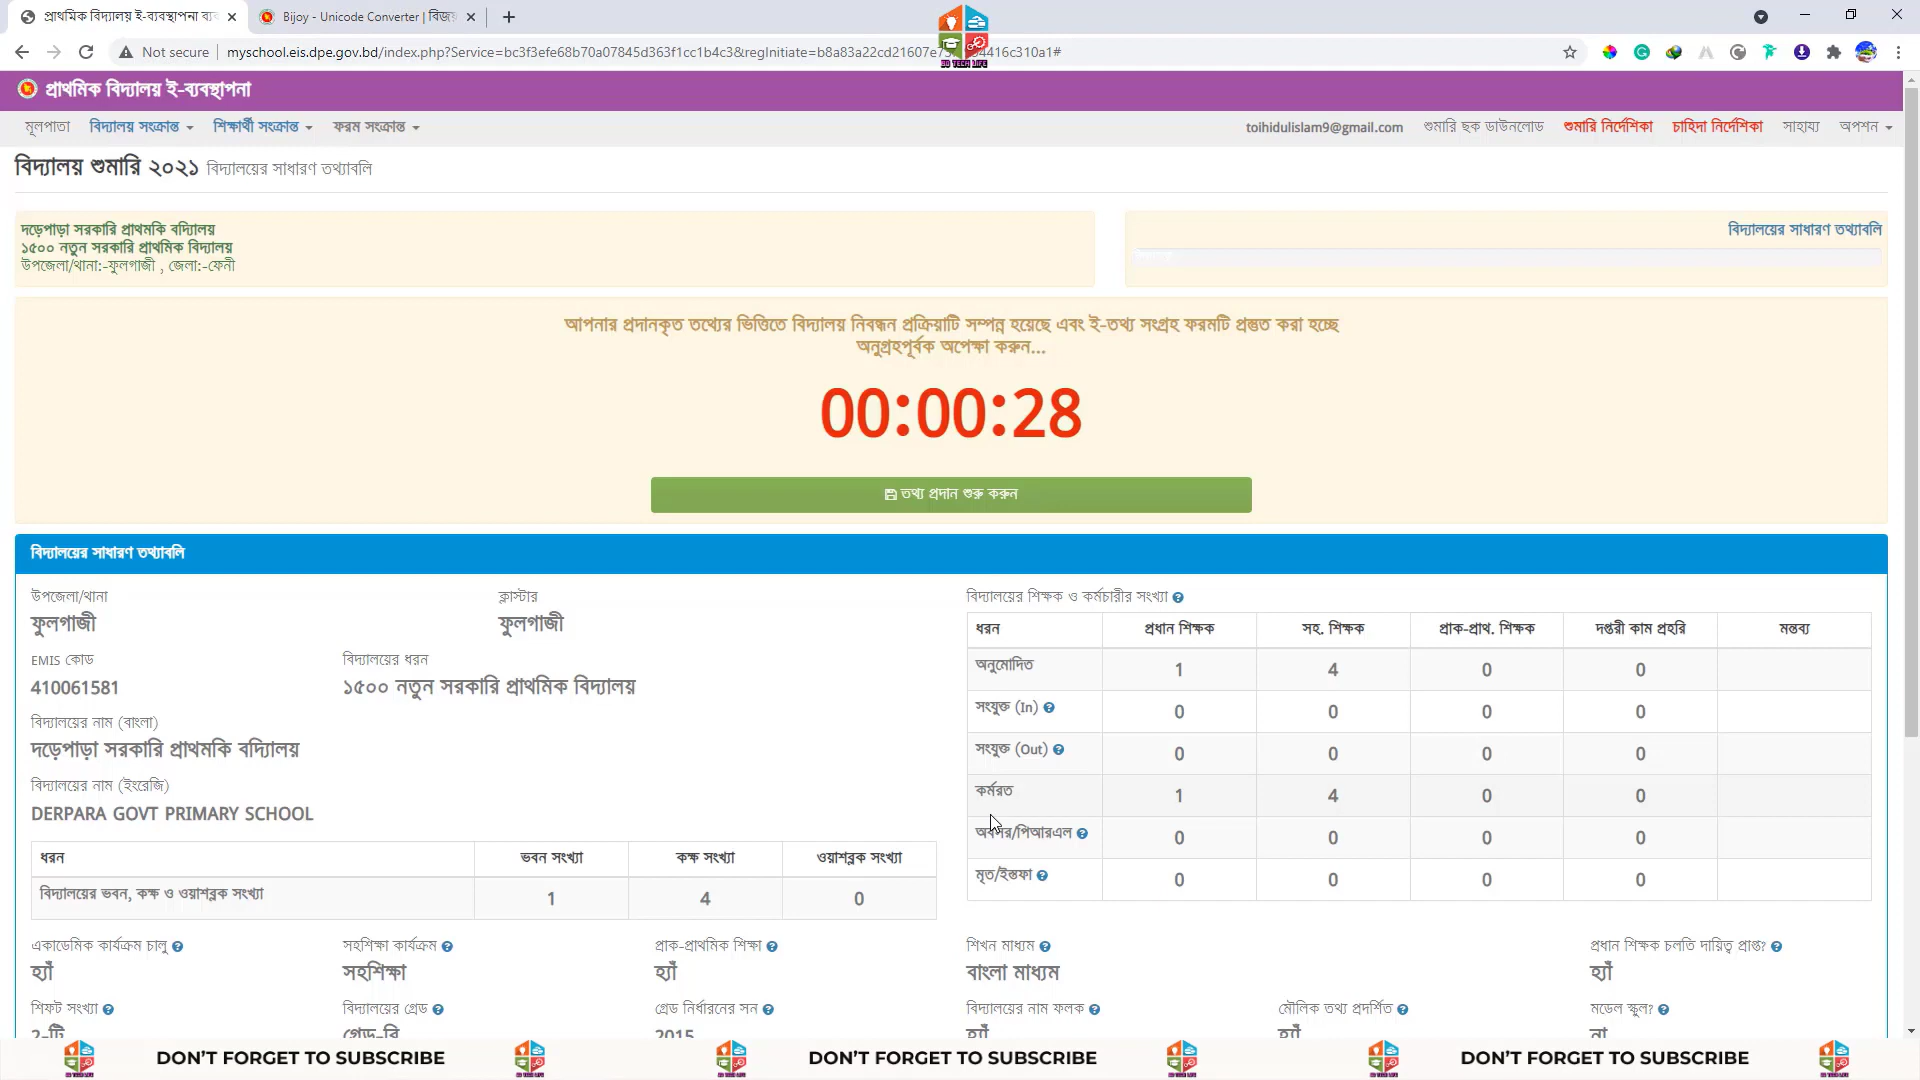 প্রাথমিক বিদ্যালয় ই-ব্যবস্থাপনা ব্যব
Bijoy - Unicode Converter | বিজয়
Not secure
myschool.eis.dpe.gov.bd/index.php?Service=bc3f3efe68b70a07845d363f1cc1b4c3&regInitiate=b8a83a22cd21607e
4416c310a1#
BD TECH LIFE
প্রাথমিক বিদ্যালয় ই-ব্যবস্থাপনা
মূলপাতা বিদ্যালয় সংক্রান্ত শিক্ষার্থী সংক্রান্ত ফরম সংক্রান্ত toihidulislam9@gmail.com শুমারি ছক ডাউনলোড শুমারি নির্দেশিকা চাহিদা নির্দেশিকা সাহায্য অপশন
বিদ্যালয় শুমারি ২০২১ বিদ্যালয়ের সাধারণ তথ্যাবলি
দড়েপাড়া সরকারি প্রাথমকি বদ্যিালয়
১৫০০ নতুন সরকারি প্রাথমিক বিদ্যালয়
উপজেলা/থানা:-ফুলগাজী , জেলা:-ফেনী
বিদ্যালয়ের সাধারণ তথ্যাবলি
আপনার প্রদানকৃত তথ্যের ভিত্তিতে বিদ্যালয় নিবন্ধন প্রক্রিয়াটি সম্পন্ন হয়েছে এবং ই-তথ্য সংগ্রহ ফরমটি প্রস্তুত করা হচ্ছে
অনুগ্রহপূর্বক অপেক্ষা করুন...
00:00:28
তথ্য প্রদান শুরু করুন
বিদ্যালয়ের সাধারণ তথ্যাবলি
উপজেলা/থানা ক্লাস্টার
ফুলগাজী ফুলগাজী
EMIS কোড বিদ্যালয়ের ধরন
410061581 ১৫০০ নতুন সরকারি প্রাথমিক বিদ্যালয়
বিদ্যালয়ের নাম (বাংলা)
দড়েপাড়া সরকারি প্রাথমকি বদ্যিালয়
বিদ্যালয়ের নাম (ইংরেজি)
DERPARA GOVT PRIMARY SCHOOL
ধরন ভবন সংখ্যা কক্ষ সংখ্যা ওয়াশব্লক সংখ্যা
বিদ্যালয়ের ভবন, কক্ষ ও ওয়াশব্লক সংখ্যা 1 4 0
বিদ্যালয়ের শিক্ষক ও কর্মচারীর সংখ্যা
ধরন প্রধান শিক্ষক সহ. শিক্ষক প্রাক-প্রাথ. শিক্ষক দপ্তরী কাম প্রহরি মন্তব্য
অনুমোদিত 1 4 0 0
সংযুক্ত (In) 0 0 0 0
সংযুক্ত (Out) 0 0 0 0
কর্মরত 1 4 0 0
অবসর/পিআরএল 0 0 0 0
মৃত/ইস্তফা 0 0 0 0
একাডেমিক কার্যক্রম চালু সহশিক্ষা কার্যক্রম প্রাক-প্রাথমিক শিক্ষা শিখন মাধ্যম প্রধান শিক্ষক চলতি দায়িত্ব প্রাপ্ত?
হ্যাঁ সহশিক্ষা হ্যাঁ বাংলা মাধ্যম হ্যাঁ
শিফট সংখ্যা বিদ্যালয়ের গ্রেড গ্রেড নির্ধারনের সন বিদ্যালয়ের নাম ফলক মৌলিক তথ্য প্রদর্শিত মডেল স্কুল?
2-টি গ্রেড-বি 2015 হ্যাঁ হ্যাঁ না
DON’T FORGET TO SUBSCRIBE DON’T FORGET TO SUBSCRIBE DON’T FORGET TO SUBSCRIBE